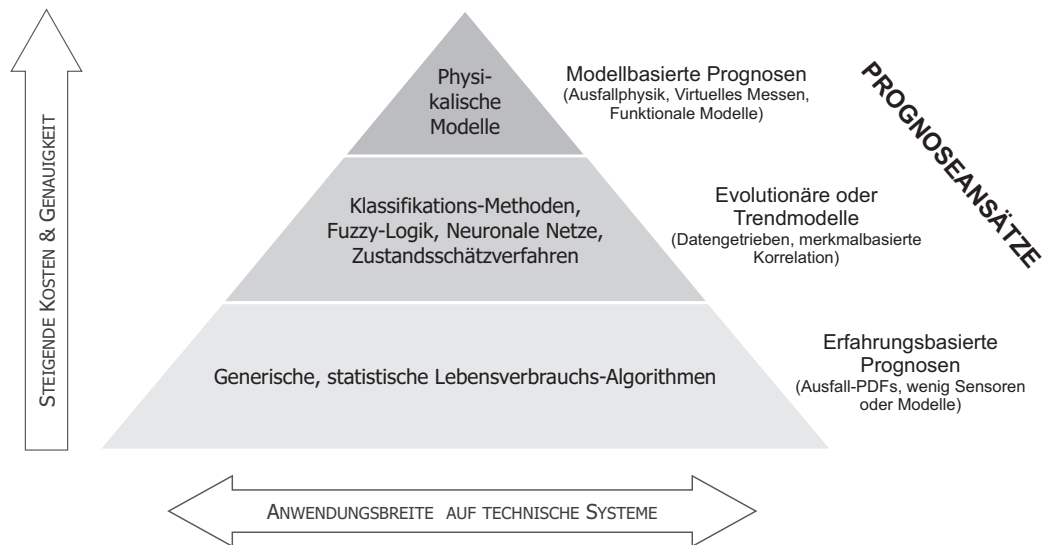 STEIGENDE KOSTEN & GENAUIGKEIT
Physi-
kalische
Modelle
Modellbasierte Prognosen
(Ausfallphysik, Virtuelles Messen,
Funktionale Modelle)
PROGNOSEANSÄTZE
Klassifikations-Methoden,
Fuzzy-Logik, Neuronale Netze,
Zustandsschätzverfahren
Evolutionäre oder
Trendmodelle
(Datengetrieben, merkmalbasierte
Korrelation)
Generische, statistische Lebensverbrauchs-Algorithmen
Erfahrungsbasierte
Prognosen
(Ausfall-PDFs, wenig Sensoren
oder Modelle)
ANWENDUNGSBREITE AUF TECHNISCHE SYSTEME